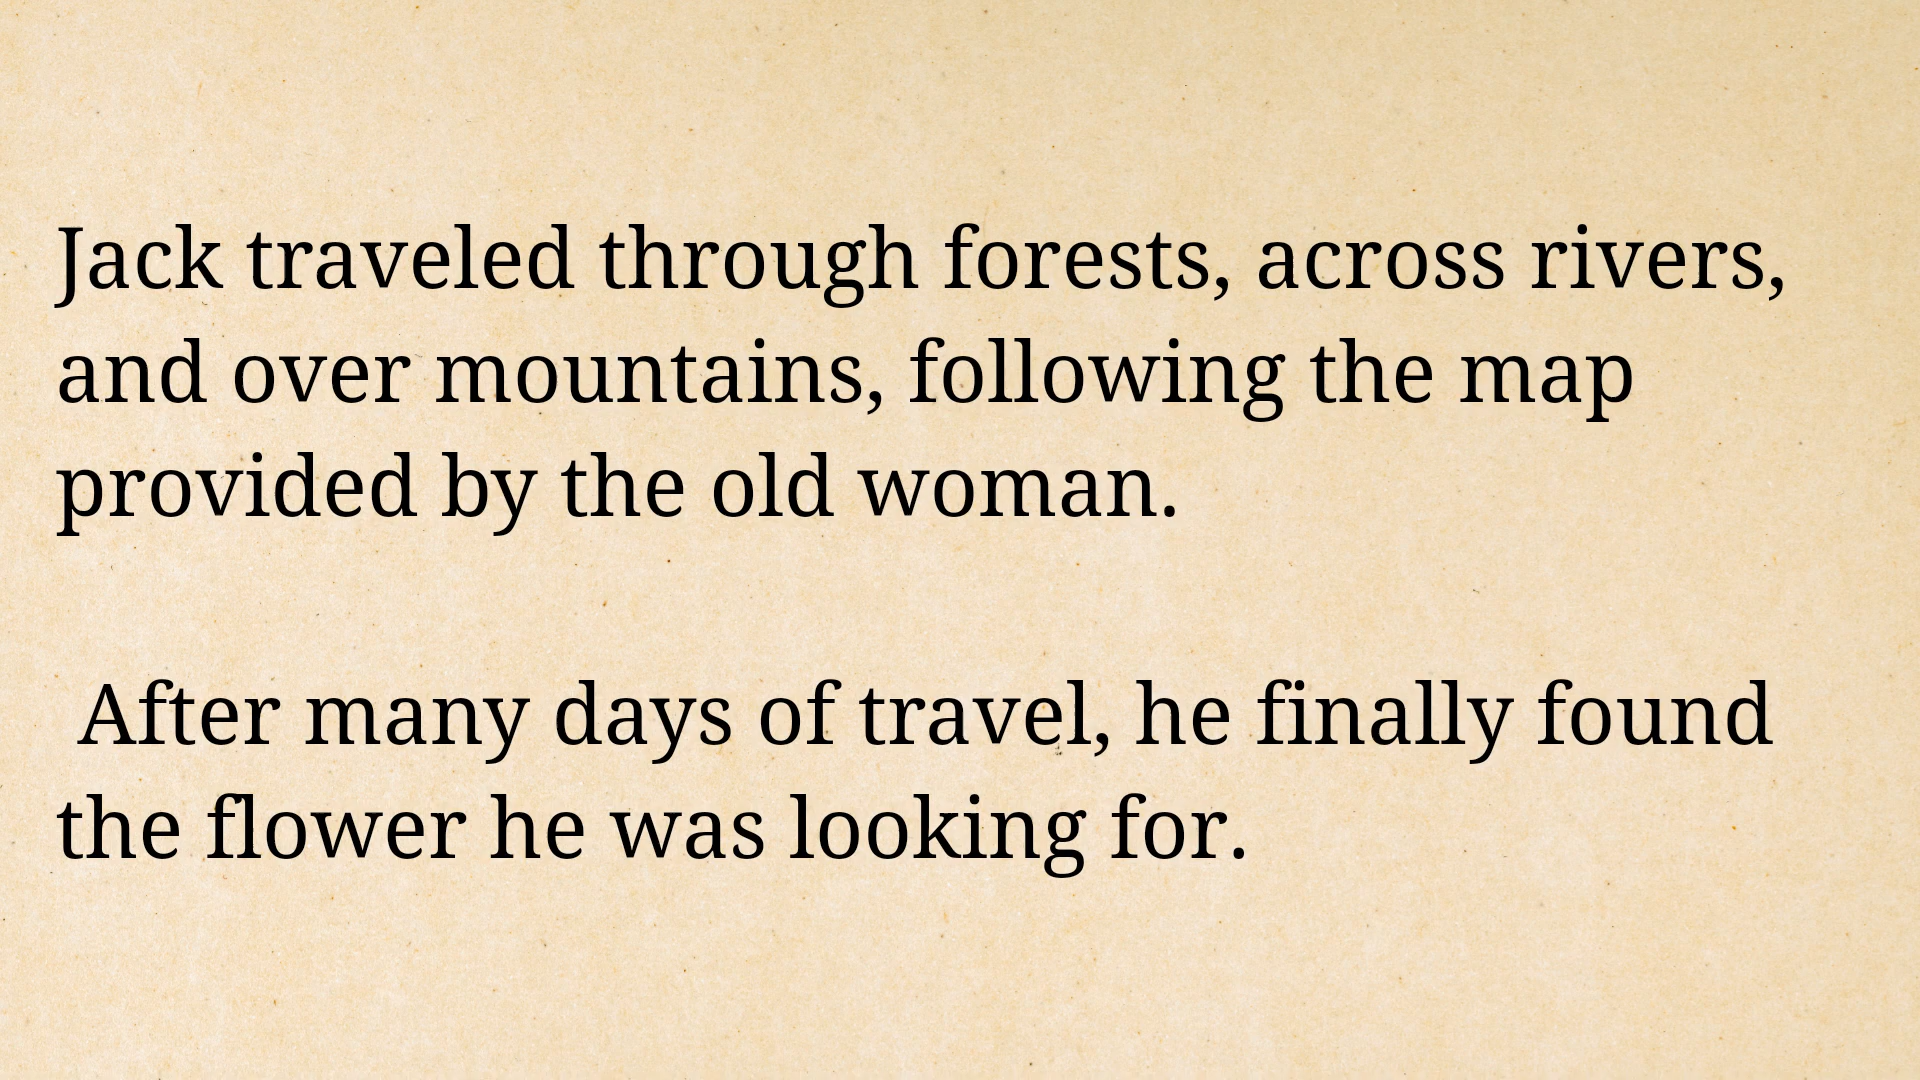 Jack traveled through forests, across rivers,
and over mountains, following the map
provided by the old woman.
After many days of travel, he finally found
the flower he was looking for.